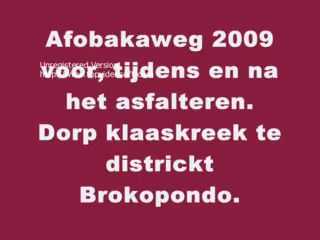 Afobakaweg 2009
Unregistered Version
voor, tijdens en na
het asfalteren.
Dorp klaaskreek te
districkt
Brokopondo.